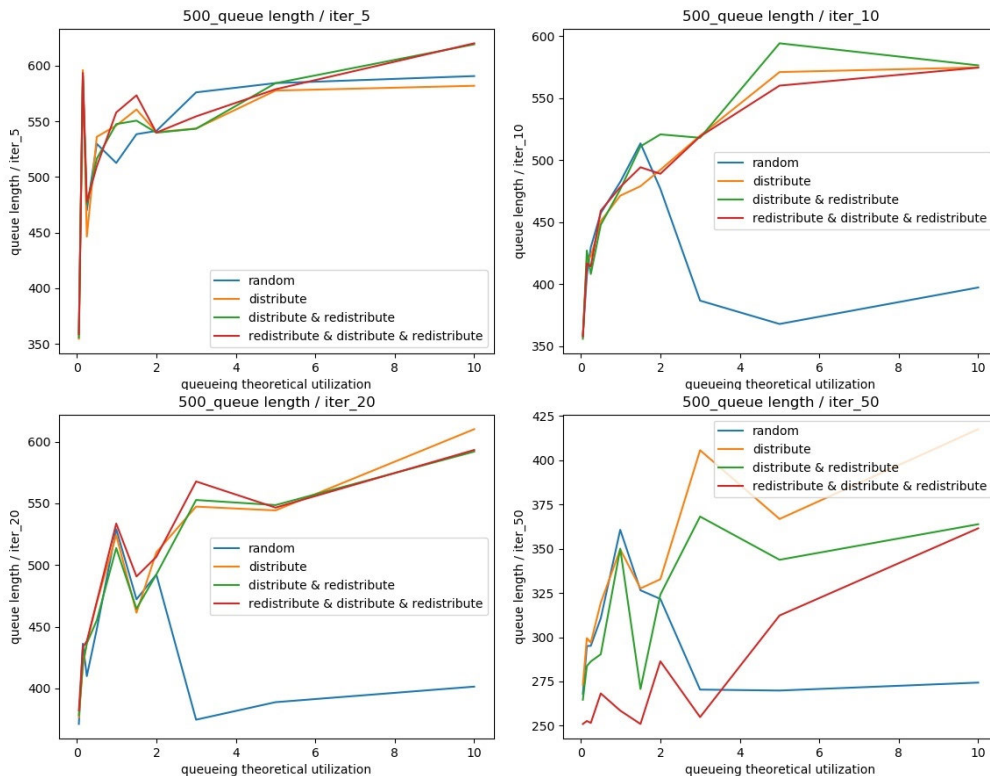 500_queue length / iter_5
queue length / iter_5
600
550
500
450
400
350
random
distribute
distribute & redistribute
redistribute & distribute & redistribute
0 2 4 6 8 10
queueing theoretical utilization
500_queue length / iter_10
queue length / iter_10
600
550
500
450
400
350
random
distribute
distribute & redistribute
redistribute & distribute & redistribute
0 2 4 6 8 10
queueing theoretical utilization
500_queue length / iter_20
queue length / iter_20
600
550
500
450
400
random
distribute
distribute & redistribute
redistribute & distribute & redistribute
0 2 4 6 8 10
queueing theoretical utilization
500_queue length / iter_50
queue length / iter_50
425
400
375
350
325
300
275
250
random
distribute
distribute & redistribute
redistribute & distribute & redistribute
0 2 4 6 8 10
queueing theoretical utilization